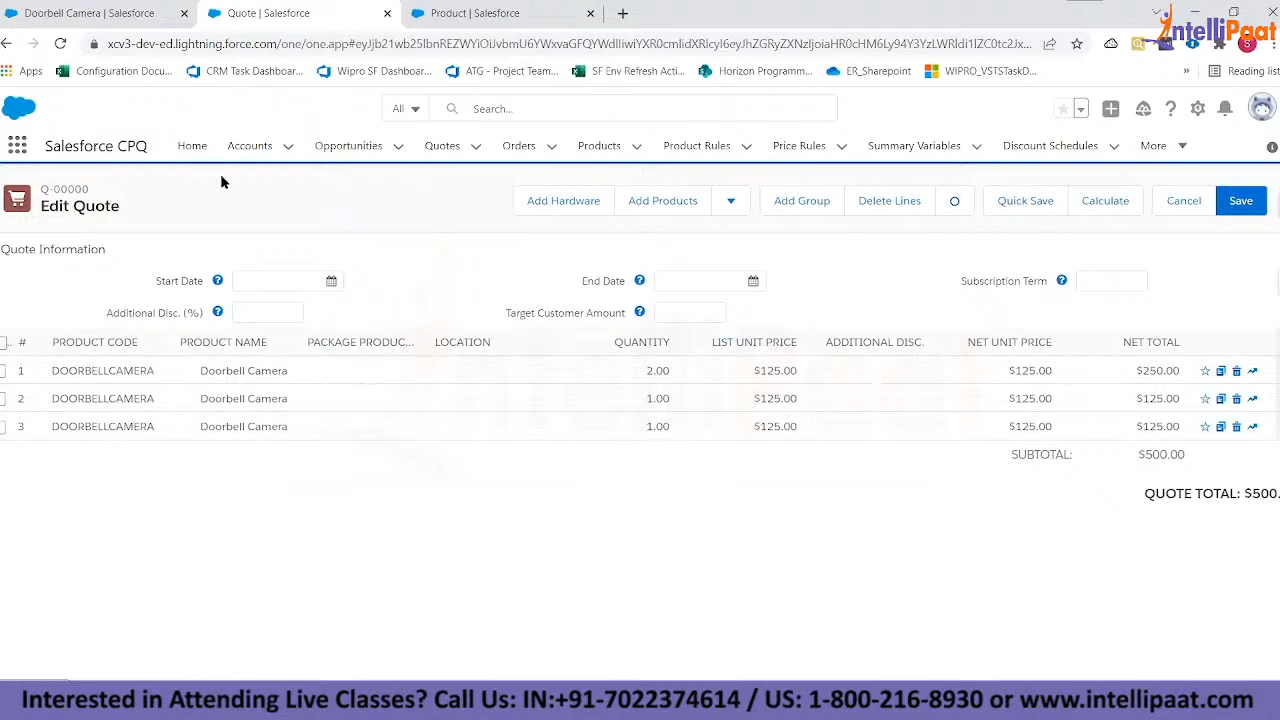 Doorbell Camera | Salesforce
Quote | Salesforce
Product | Salesforce
IntelliPaat
Apps
Configuration Docu...
CRMTask Dashboar...
Wipro SF Dashboar...
ATG - Project Team...
SF Env Refresh Acti...
Horizon Programm...
ER_Sharepoint
WIPRO_VSTSTaskD...
»
Reading list
All
Search...
Salesforce CPQ
Home
Accounts
Opportunities
Quotes
Orders
Products
Product Rules
Price Rules
Summary Variables
Discount Schedules
More
Q-00000
Edit Quote
Add Hardware
Add Products
Add Group
Delete Lines
Quick Save
Calculate
Cancel
Save
Quote Information
Start Date
End Date
Subscription Term
Additional Disc. (%)
Target Customer Amount
# PRODUCT CODE PRODUCT NAME PACKAGE PRODUC... LOCATION QUANTITY LIST UNIT PRICE ADDITIONAL DISC. NET UNIT PRICE NET TOTAL
1 DOORBELLCAMERA Doorbell Camera 2.00 $125.00 $125.00 $250.00
2 DOORBELLCAMERA Doorbell Camera 1.00 $125.00 $125.00 $125.00
3 DOORBELLCAMERA Doorbell Camera 1.00 $125.00 $125.00 $125.00
SUBTOTAL: $500.00
QUOTE TOTAL: $500.
Interested in Attending Live Classes? Call Us: IN:+91-7022374614 / US: 1-800-216-8930 or www.intellipaat.com